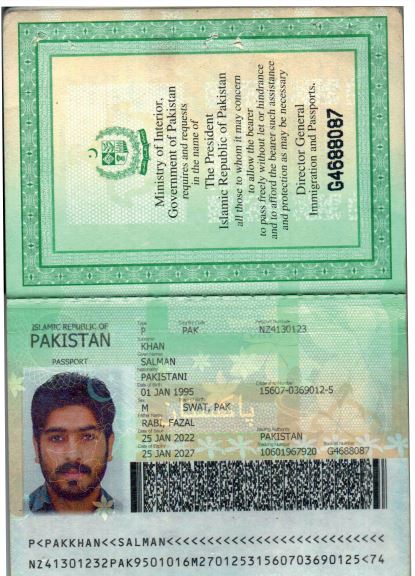 Ministry of Interior,
Government of Pakistan
requires and requests
in the name of
The President
Islamic Republic of Pakistan
all those to whom it may concern
to allow the bearer
to pass freely without let or hindrance
and to afford the bearer such assistance
and protection as may be necessary
Director General
Immigration and Passports.
G4688087
ISLAMIC REPUBLIC OF
PAKISTAN
PASSPORT
Type Country Code Passport Number
P PAK NZ4130123
Surname
KHAN
Given Names
SALMAN
Nationality
PAKISTANI
Date of Birth Citizenship Number
01 JAN 1995 15607-0369012-5
Sex Place of Birth
M SWAT, PAK
Father Name
RABI, FAZAL
Date of Issue Issuing Authority
25 JAN 2022 PAKISTAN
Date of Expiry Tracking Number Booklet Number
25 JAN 2027 10601967920 G4688087
پاکستان
P<PAKKHAN<<SALMAN<<<<<<<<<<<<<<<<<<<<<<<<<<<
NZ41301232PAK9501016M27012531560703690125<74